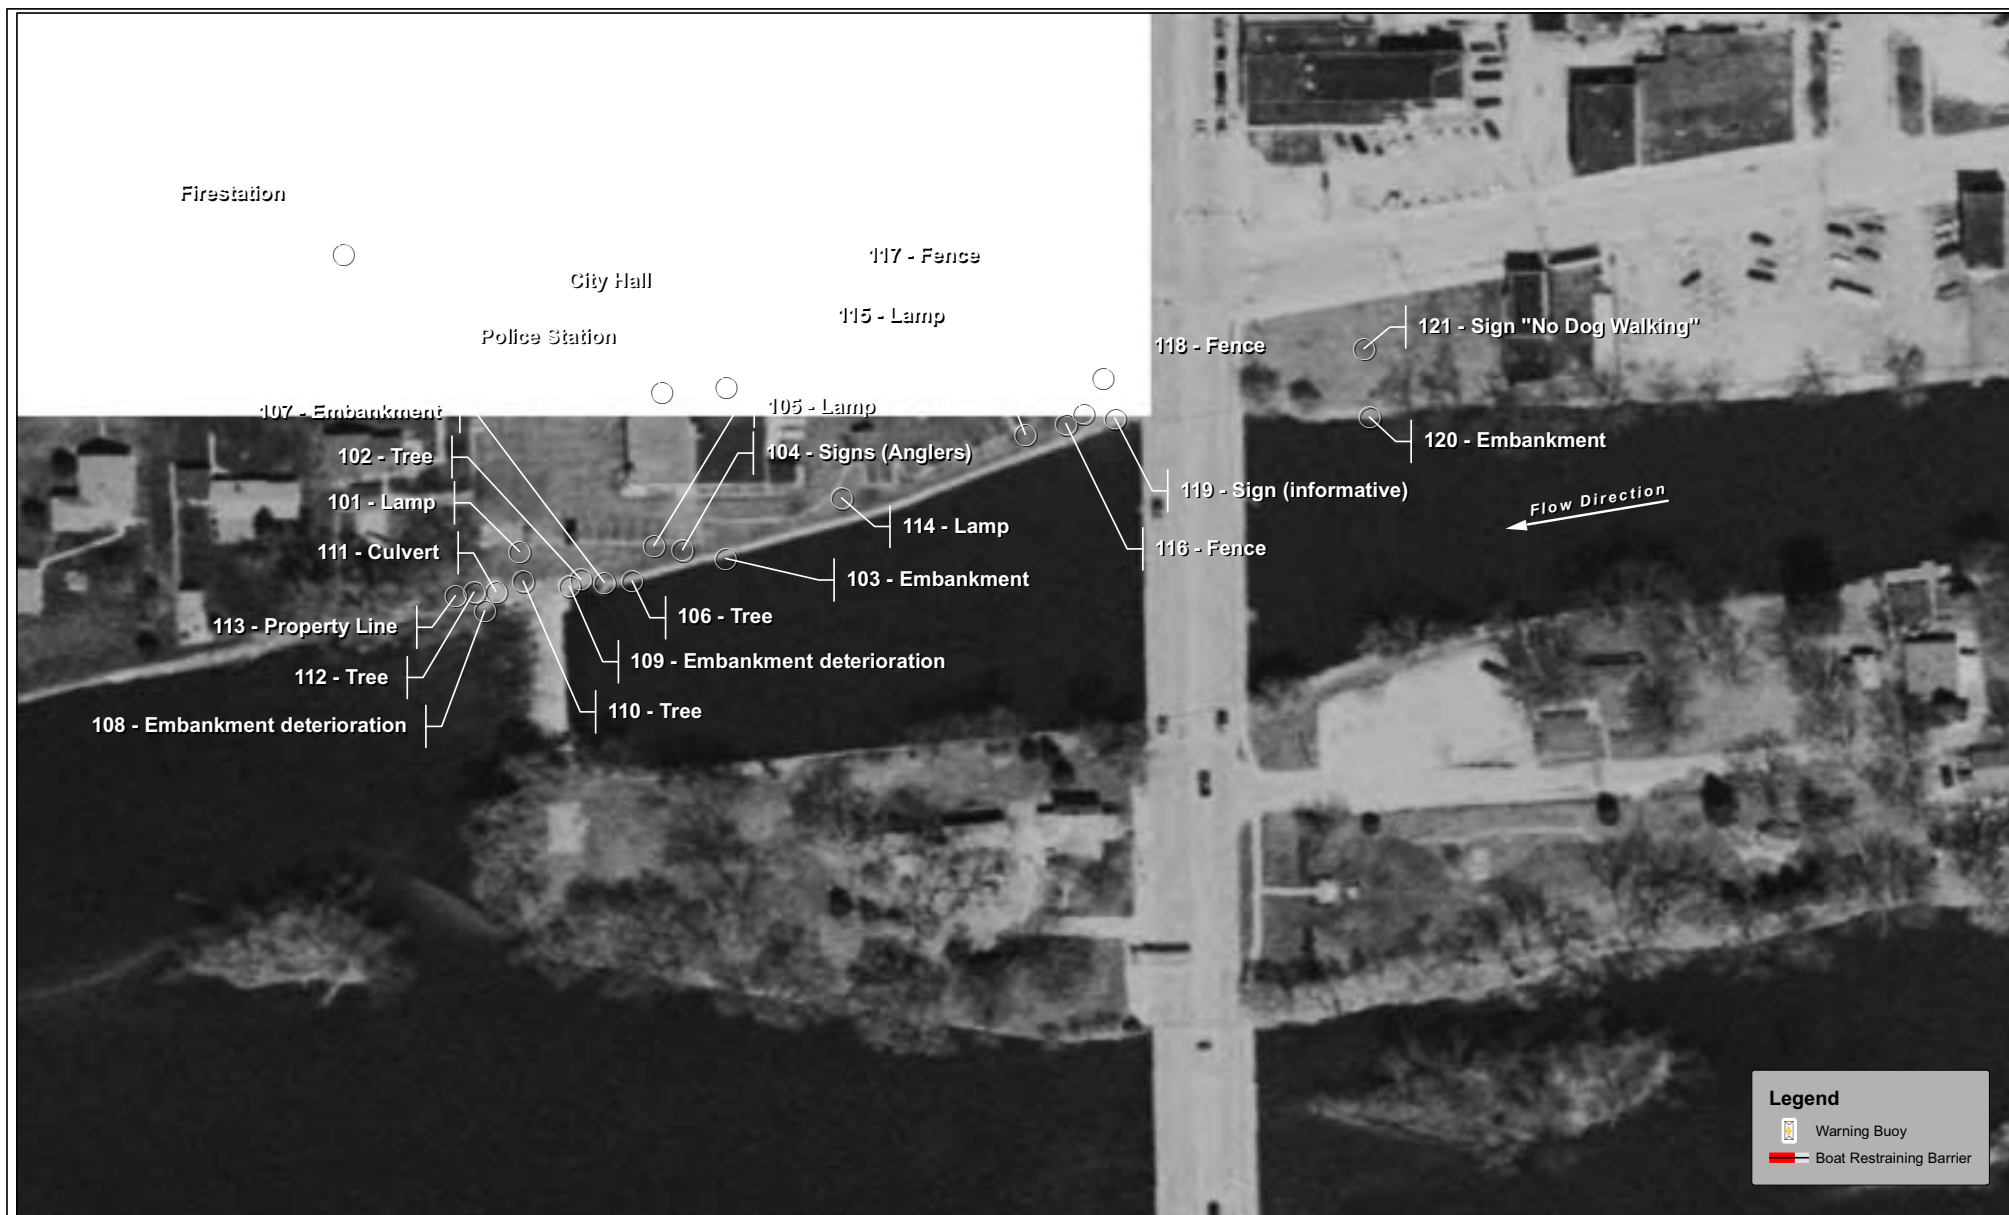 Firestation
117 - Fence
City Hall
115 - Lamp
Police Station
118 - Fence
121 - Sign "No Dog Walking"
107 - Embankment
105 - Lamp
102 - Tree
104 - Signs (Anglers)
120 - Embankment
101 - Lamp
119 - Sign (informative)
Flow Direction
114 - Lamp
111 - Culvert
116 - Fence
103 - Embankment
113 - Property Line
106 - Tree
109 - Embankment deterioration
112 - Tree
110 - Tree
108 - Embankment deterioration
Legend
Warning Buoy
Boat Restraining Barrier